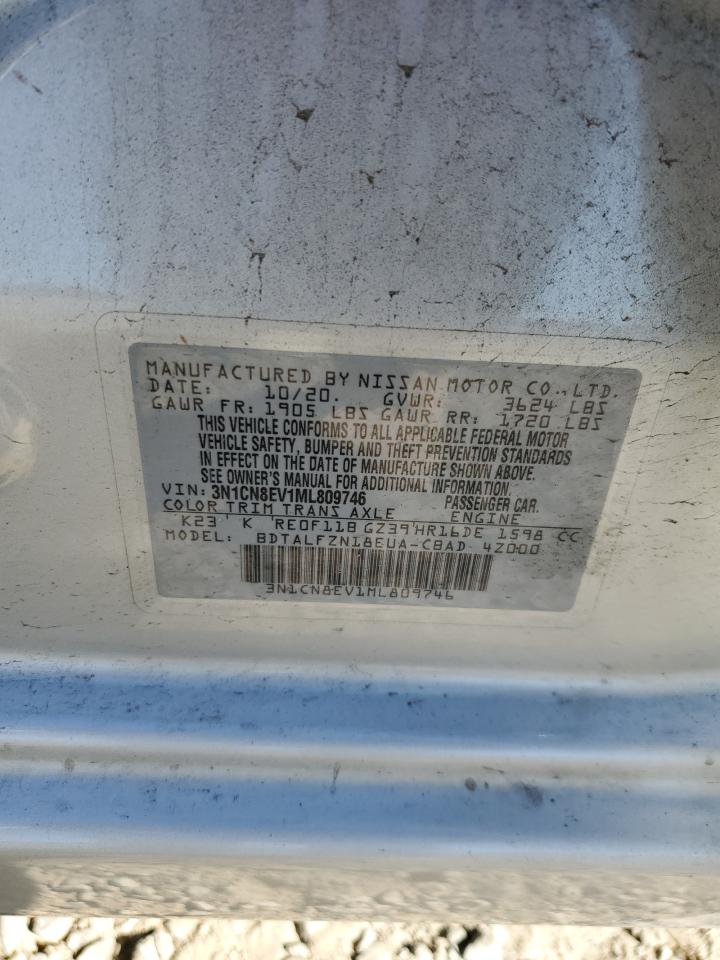 MANUFACTURED BY NISSAN MOTOR CO., LTD.
DATE: 10/20. GVWR: 3624 LBS
GAWR FR: 1905 LBS GAWR RR: 1720 LBS
THIS VEHICLE CONFORMS TO ALL APPLICABLE FEDERAL MOTOR
VEHICLE SAFETY, BUMPER AND THEFT PREVENTION STANDARDS
IN EFFECT ON THE DATE OF MANUFACTURE SHOWN ABOVE.
SEE OWNER'S MANUAL FOR ADDITIONAL INFORMATION
VIN: 3N1CN8EV1ML809746 PASSENGER CAR.
COLOR TRIM TRANS AXLE ENGINE
K23 K RE0F11B GZ39 HR16DE 1598 CC
MODEL: BDTALFZN18EUA-CBAD 4Z000
3N1CN8EV1ML809746